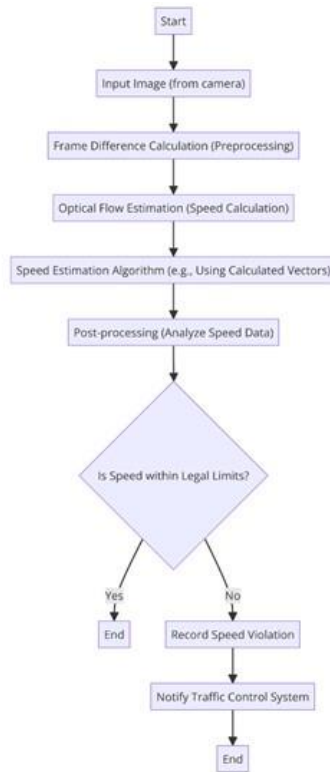 Start
Input Image (from camera)
Frame Difference Calculation (Preprocessing)
Optical Flow Estimation (Speed Calculation)
Speed Estimation Algorithm (e.g., Using Calculated Vectors)
Post-processing (Analyze Speed Data)
Is Speed within Legal Limits?
Yes
No
End
Record Speed Violation
Notify Traffic Control System
End